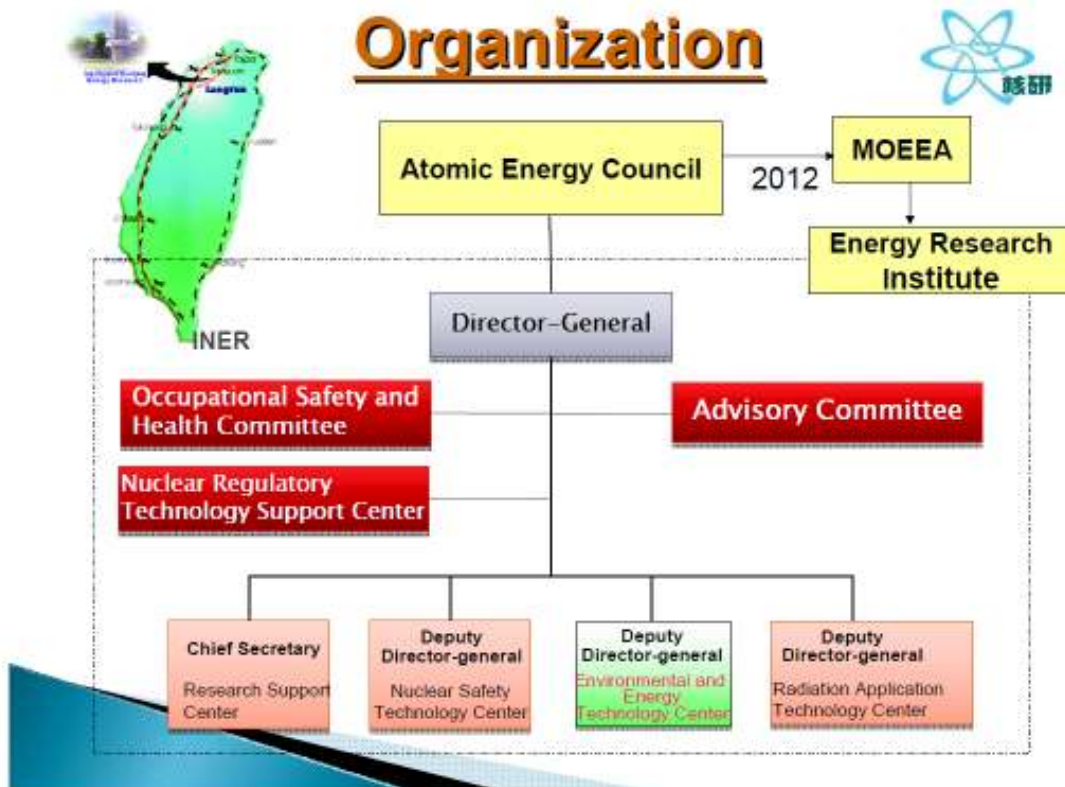 Organization
核研
Atomic Energy Council
2012
MOEEA
Energy Research
Institute
INER
Director-General
Occupational Safety and
Health Committee
Advisory Committee
Nuclear Regulatory
Technology Support Center
Chief Secretary
Research Support
Center
Deputy
Director-general
Nuclear Safety
Technology Center
Deputy
Director-general
Environmental and
Energy
Technology Center
Deputy
Director-general
Radiation Application
Technology Center